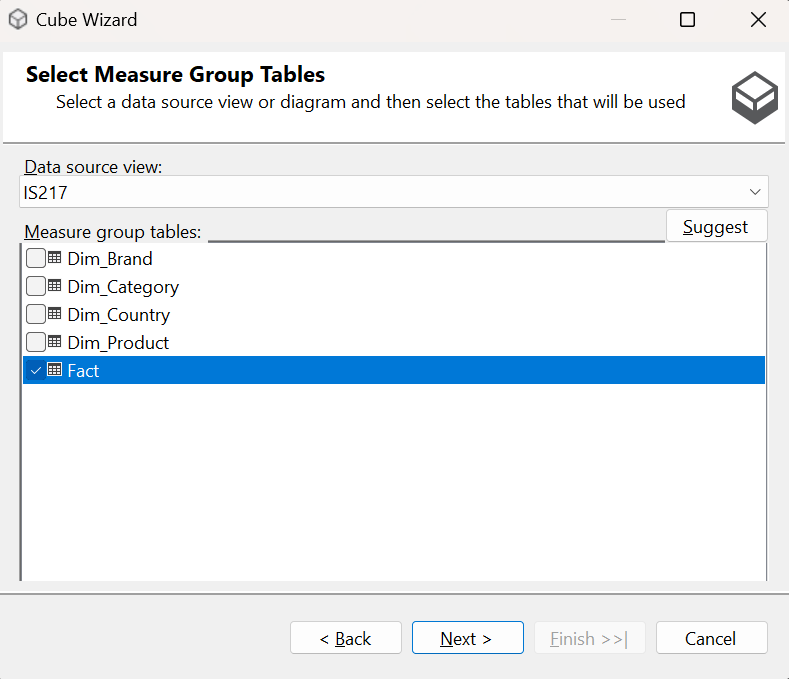 Cube Wizard
Select Measure Group Tables
Select a data source view or diagram and then select the tables that will be used
Data source view:
IS217
Measure group tables:
Suggest
Dim_Brand
Dim_Category
Dim_Country
Dim_Product
Fact
< Back Next > Finish >>| Cancel